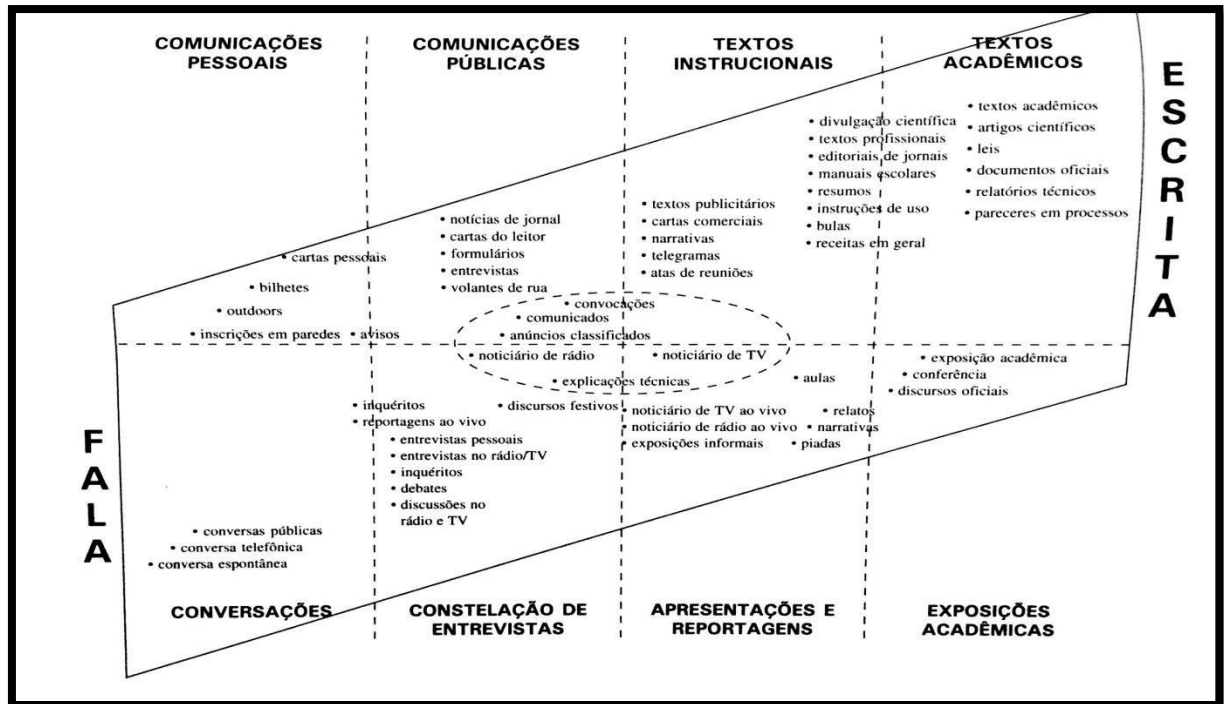 COMUNICAÇÕES
PESSOAIS
COMUNICAÇÕES
PÚBLICAS
TEXTOS
INSTRUCIONAIS
TEXTOS
ACADÊMICOS
ESCRITA
• cartas pessoais
• bilhetes
• outdoors
• inscrições em paredes • avisos
• notícias de jornal
• cartas do leitor
• formulários
• entrevistas
• volantes de rua
• textos publicitários
• cartas comerciais
• narrativas
• telegramas
• atas de reuniões
• divulgação científica
• textos profissionais
• editoriais de jornais
• manuais escolares
• resumos
• instruções de uso
• bulas
• receitas em geral
• textos acadêmicos
• artigos científicos
• leis
• documentos oficiais
• relatórios técnicos
• pareceres em processos
• convocações
• comunicados
• anúncios classificados
• noticiário de rádio
• noticiário de TV
• explicações técnicas
FALA
• conversas públicas
• conversa telefônica
• conversa espontânea
• inquéritos
• reportagens ao vivo
• entrevistas pessoais
• entrevistas no rádio/TV
• inquéritos
• debates
• discussões no
rádio e TV
• discursos festivos
• aulas
• noticiário de TV ao vivo • relatos
• noticiário de rádio ao vivo • narrativas
• exposições informais • piadas
• exposição acadêmica
• conferência
• discursos oficiais
CONVERSAÇÕES
CONSTELAÇÃO DE
ENTREVISTAS
APRESENTAÇÕES E
REPORTAGENS
EXPOSIÇÕES
ACADÊMICAS